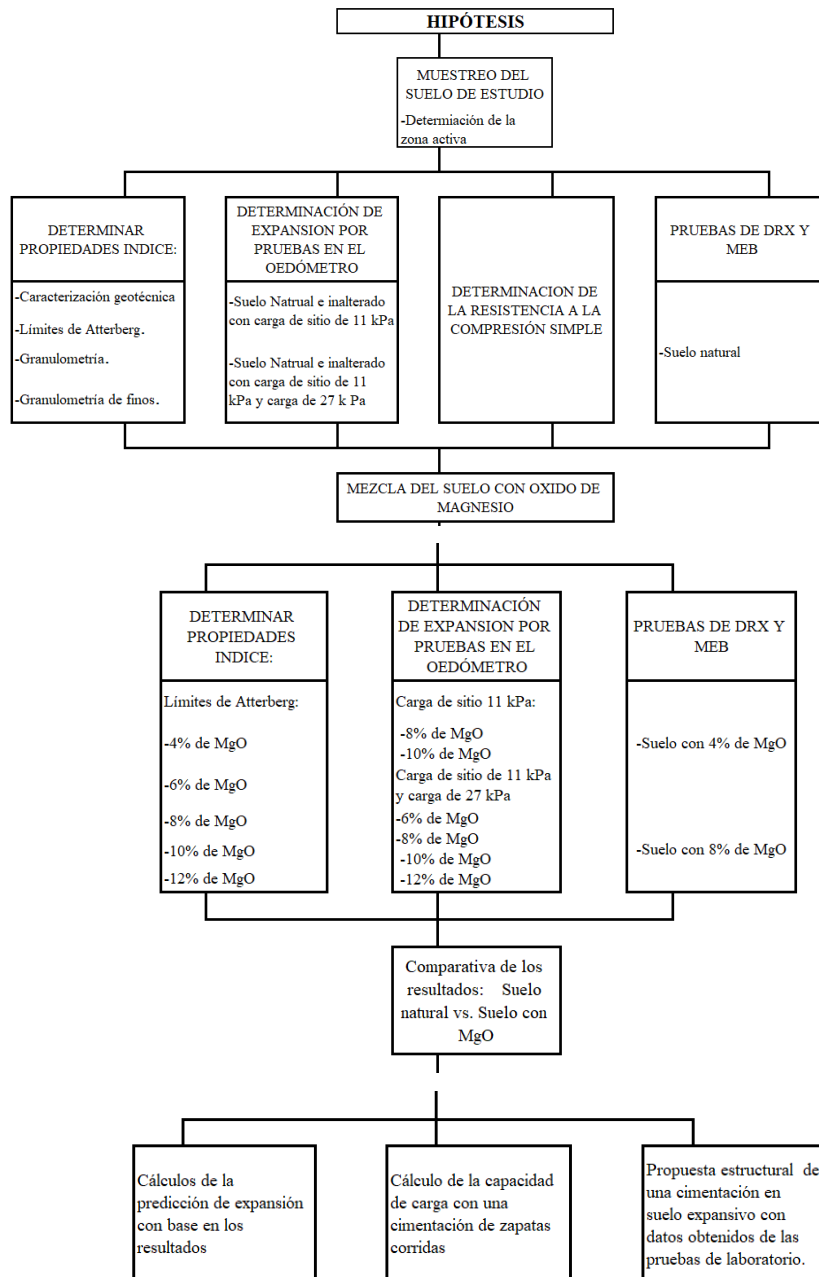 HIPÓTESIS
MUESTREO DEL
SUELO DE ESTUDIO
-Determiación de la
zona activa
DETERMINAR
PROPIEDADES INDICE:
-Caracterización geotécnica
-Límites de Atterberg.
-Granulometría.
-Granulometría de finos.
DETERMINACIÓN DE
EXPANSION POR
PRUEBAS EN EL
OEDÓMETRO
-Suelo Natrual e inalterado
con carga de sitio de 11 kPa
-Suelo Natrual e inalterado
con carga de sitio de 11
kPa y carga de 27 k Pa
DETERMINACION DE
LA RESISTENCIA A LA
COMPRESIÓN SIMPLE
PRUEBAS DE DRX Y
MEB
-Suelo natural
MEZCLA DEL SUELO CON OXIDO DE
MAGNESIO
DETERMINAR
PROPIEDADES
INDICE:
Límites de Atterberg:
-4% de MgO
-6% de MgO
-8% de MgO
-10% de MgO
-12% de MgO
DETERMINACIÓN
DE EXPANSION POR
PRUEBAS EN EL
OEDÓMETRO
Carga de sitio 11 kPa:
-8% de MgO
-10% de MgO
Carga de sitio de 11 kPa
y carga de 27 kPa
-6% de MgO
-8% de MgO
-10% de MgO
-12% de MgO
PRUEBAS DE DRX Y
MEB
-Suelo con 4% de MgO
-Suelo con 8% de MgO
Comparativa de los
resultados: Suelo
natural vs. Suelo con
MgO
Cálculos de la
predicción de expansión
con base en los
resultados
Cálculo de la capacidad
de carga con una
cimentación de zapatas
corridas
Propuesta estructural de
una cimentación en
suelo expansivo con
datos obtenidos de las
pruebas de laboratorio.